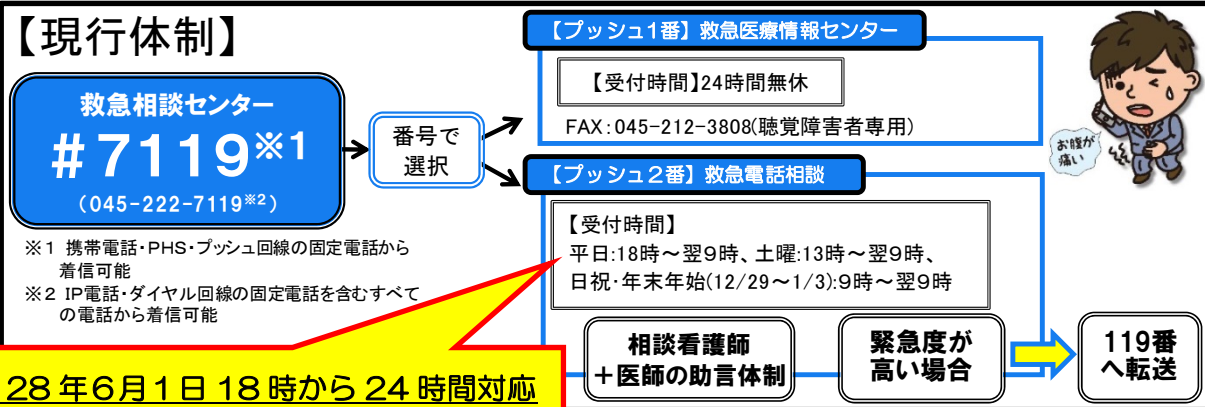 【現行体制】
救急相談センター
#7119※1
(045-222-7119※2)
※1 携帯電話・PHS・プッシュ回線の固定電話から
着信可能
※2 IP電話・ダイヤル回線の固定電話を含むすべて
の電話から着信可能
番号で
選択
【プッシュ1番】救急医療情報センター
【受付時間】24時間無休
FAX:045-212-3808(聴覚障害者専用)
【プッシュ2番】救急電話相談
【受付時間】
平日:18時～翌9時、土曜:13時～翌9時、
日祝・年末年始(12/29～1/3):9時～翌9時
相談看護師
+医師の助言体制
緊急度が
高い場合
119番
へ転送
お腹が
痛い
28年6月1日18時から24時間対応